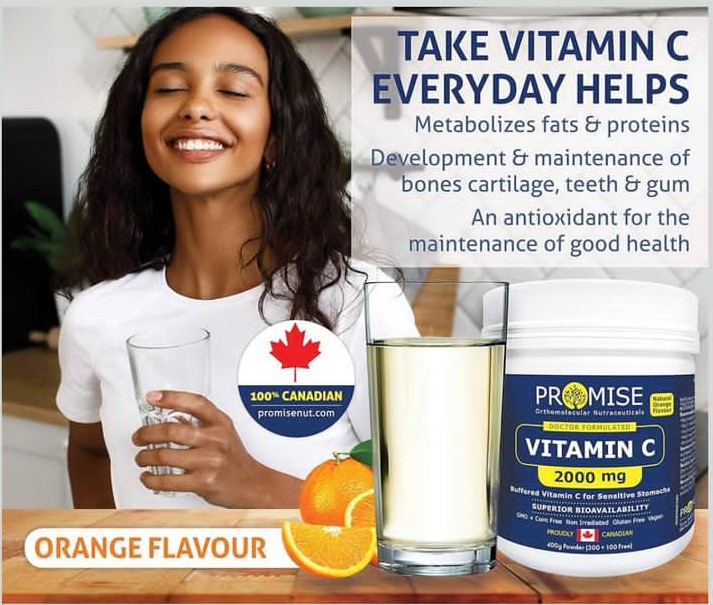 TAKE VITAMIN C
EVERYDAY HELPS
Metabolizes fats & proteins
Development & maintenance of
bones cartilage, teeth & gum
An antioxidant for the
maintenance of good health
100% CANADIAN
promisenut.com
PROMISE
Orthomolecular Nutraceuticals
Natural
Orange
Flavour
DOCTOR FORMULATED
VITAMIN C
2000 mg
Buffered Vitamin C for Sensitive Stomachs
SUPERIOR BIOAVAILABILITY
GMO + Corn Free Non Irradiated Gluten Free Vegan
PROUDLY CANADIAN
400g Powder (300 + 100 Free)
ORANGE FLAVOUR